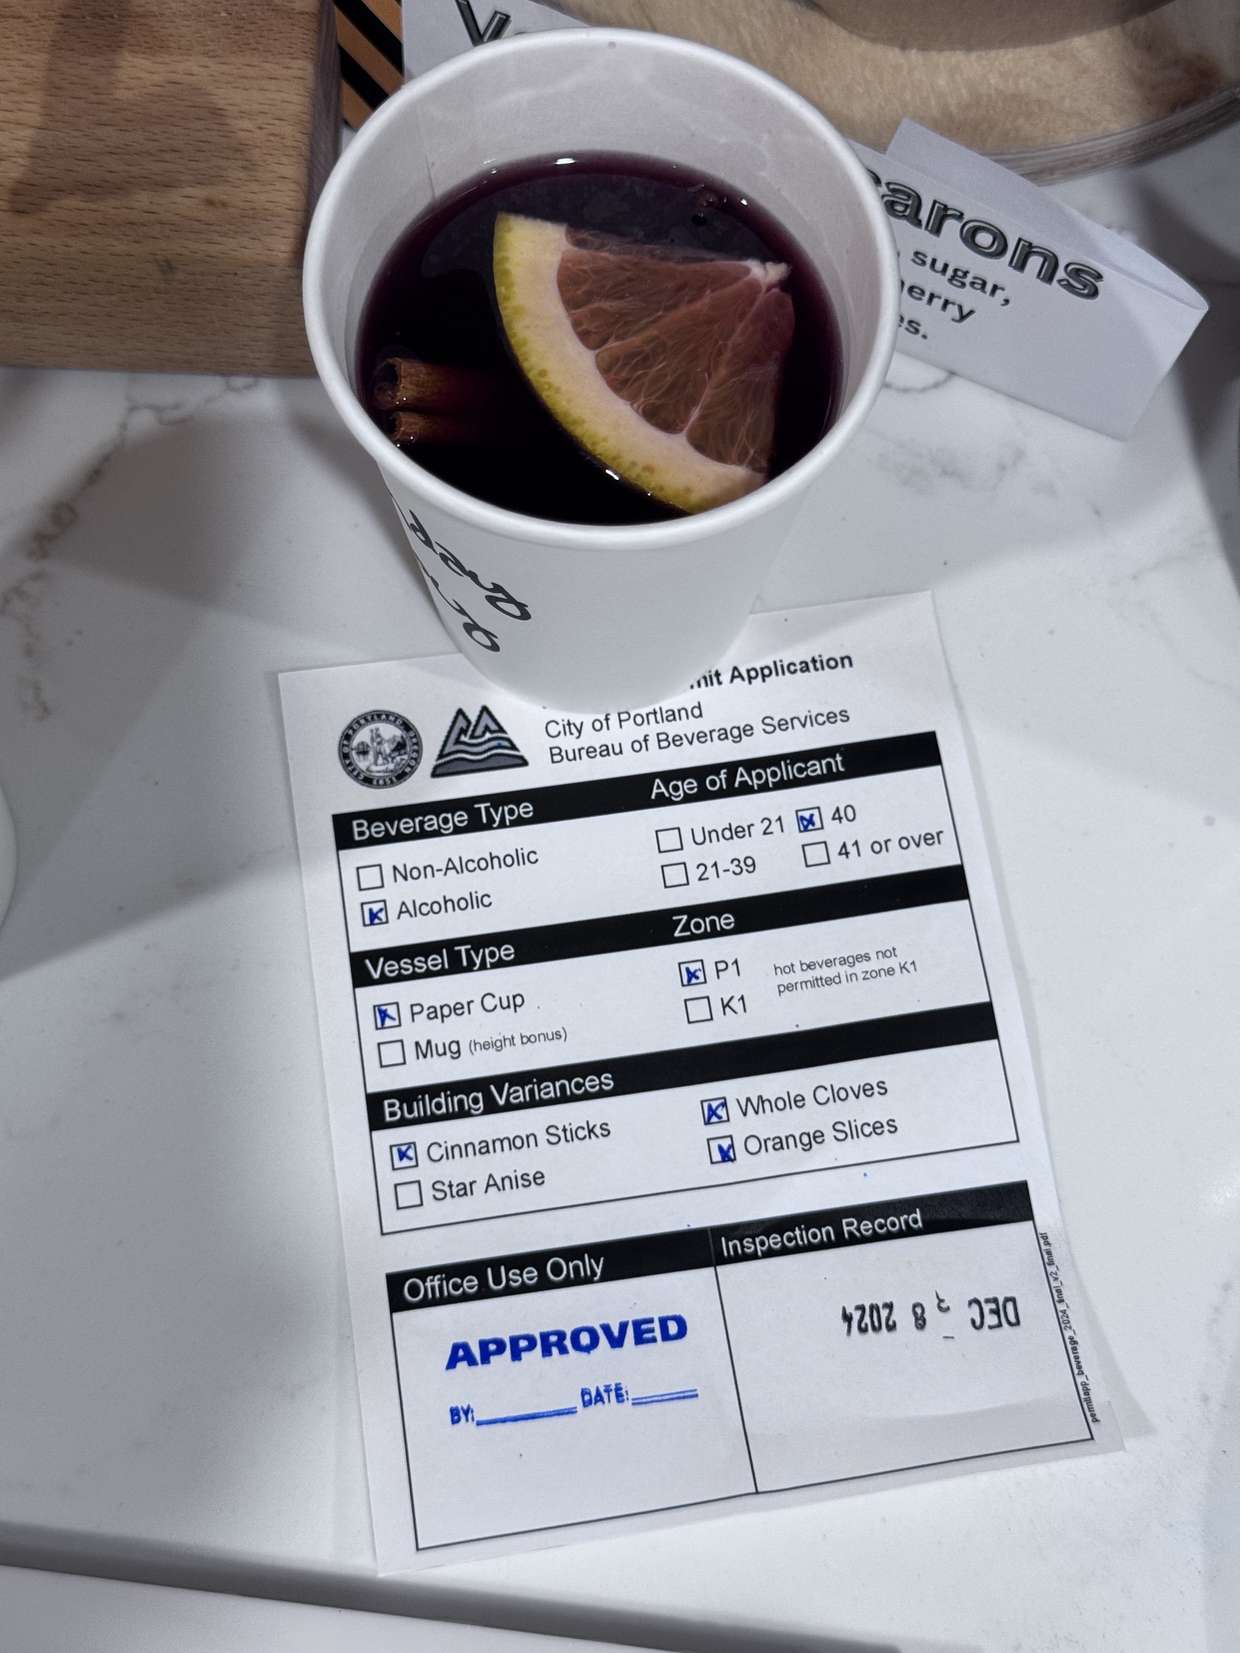 arons
sugar,
erry
es.
Application
City of Portland
Bureau of Beverage Services
Beverage Type
Age of Applicant
Non-Alcoholic
Alcoholic
Under 21
40
21-39
41 or over
Vessel Type
Zone
Paper Cup
Mug (height bonus)
P1
K1
hot beverages not
permitted in zone K1
Building Variances
Cinnamon Sticks
Star Anise
Whole Cloves
Orange Slices
Office Use Only
Inspection Record
APPROVED
BY: DATE:
DEC 8 2024
permitapp_beverage_2024_final_v2_final.pdf